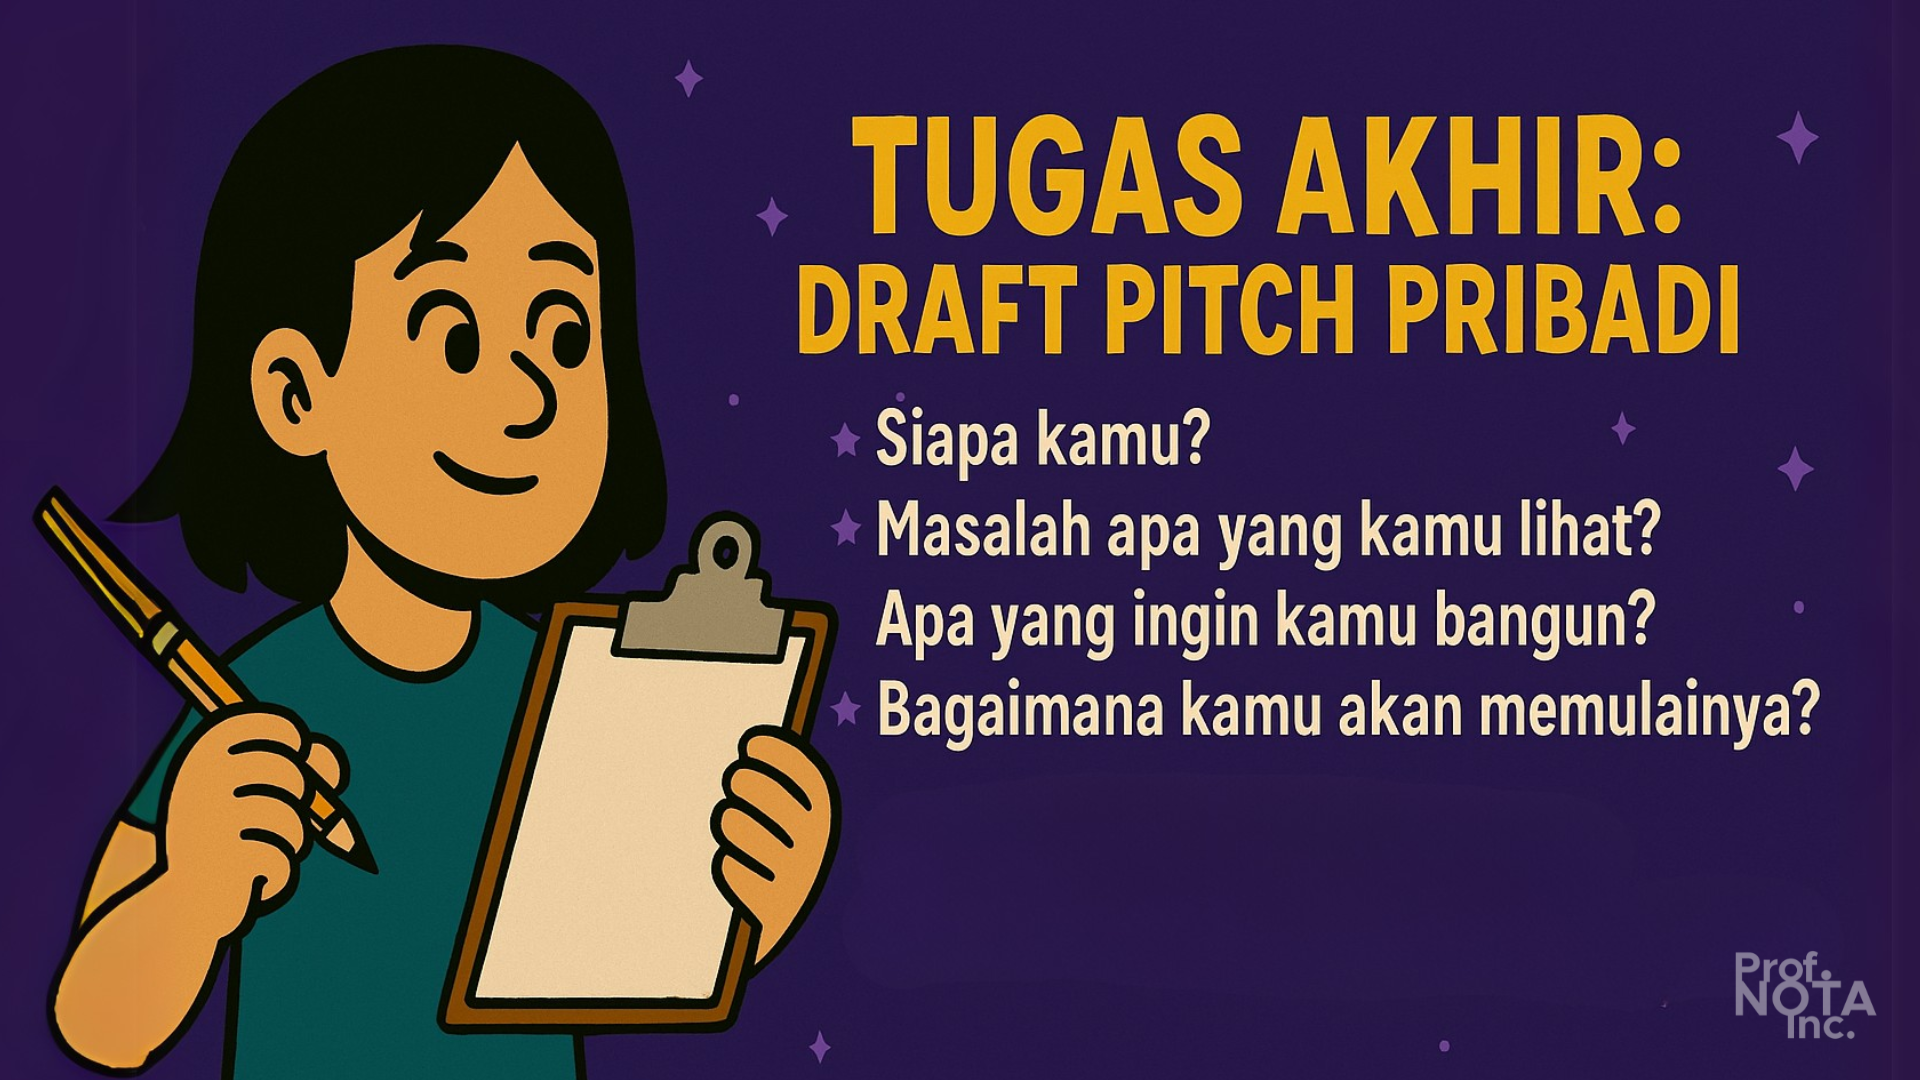 TUGAS AKHIR:
DRAFT PITCH PRIBADI
Siapa kamu?
Masalah apa yang kamu lihat?
Apa yang ingin kamu bangun?
Bagaimana kamu akan memulainya?
Prof.
NOTA
Inc.